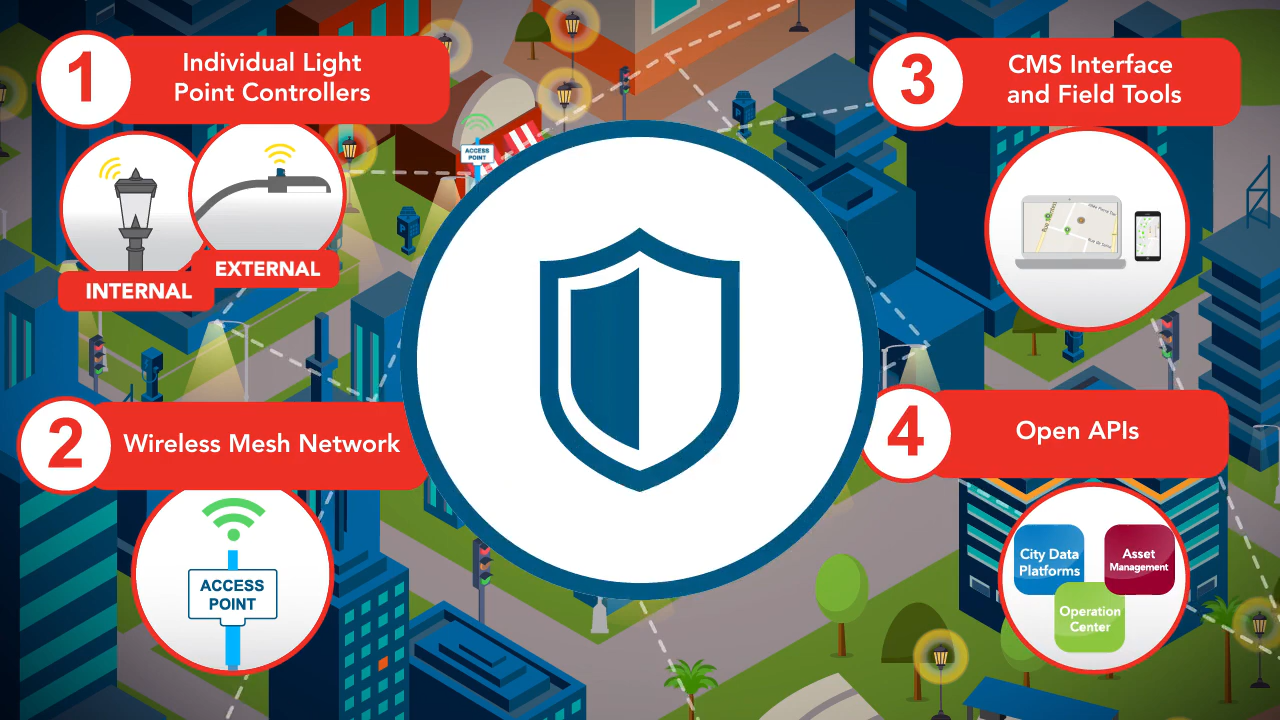 1
Individual Light
Point Controllers
INTERNAL
EXTERNAL
ACCESS
POINT
2
Wireless Mesh Network
ACCESS
POINT
3
CMS Interface
and Field Tools
4
Open APIs
City Data
Platforms
Asset
Management
Operation
Center